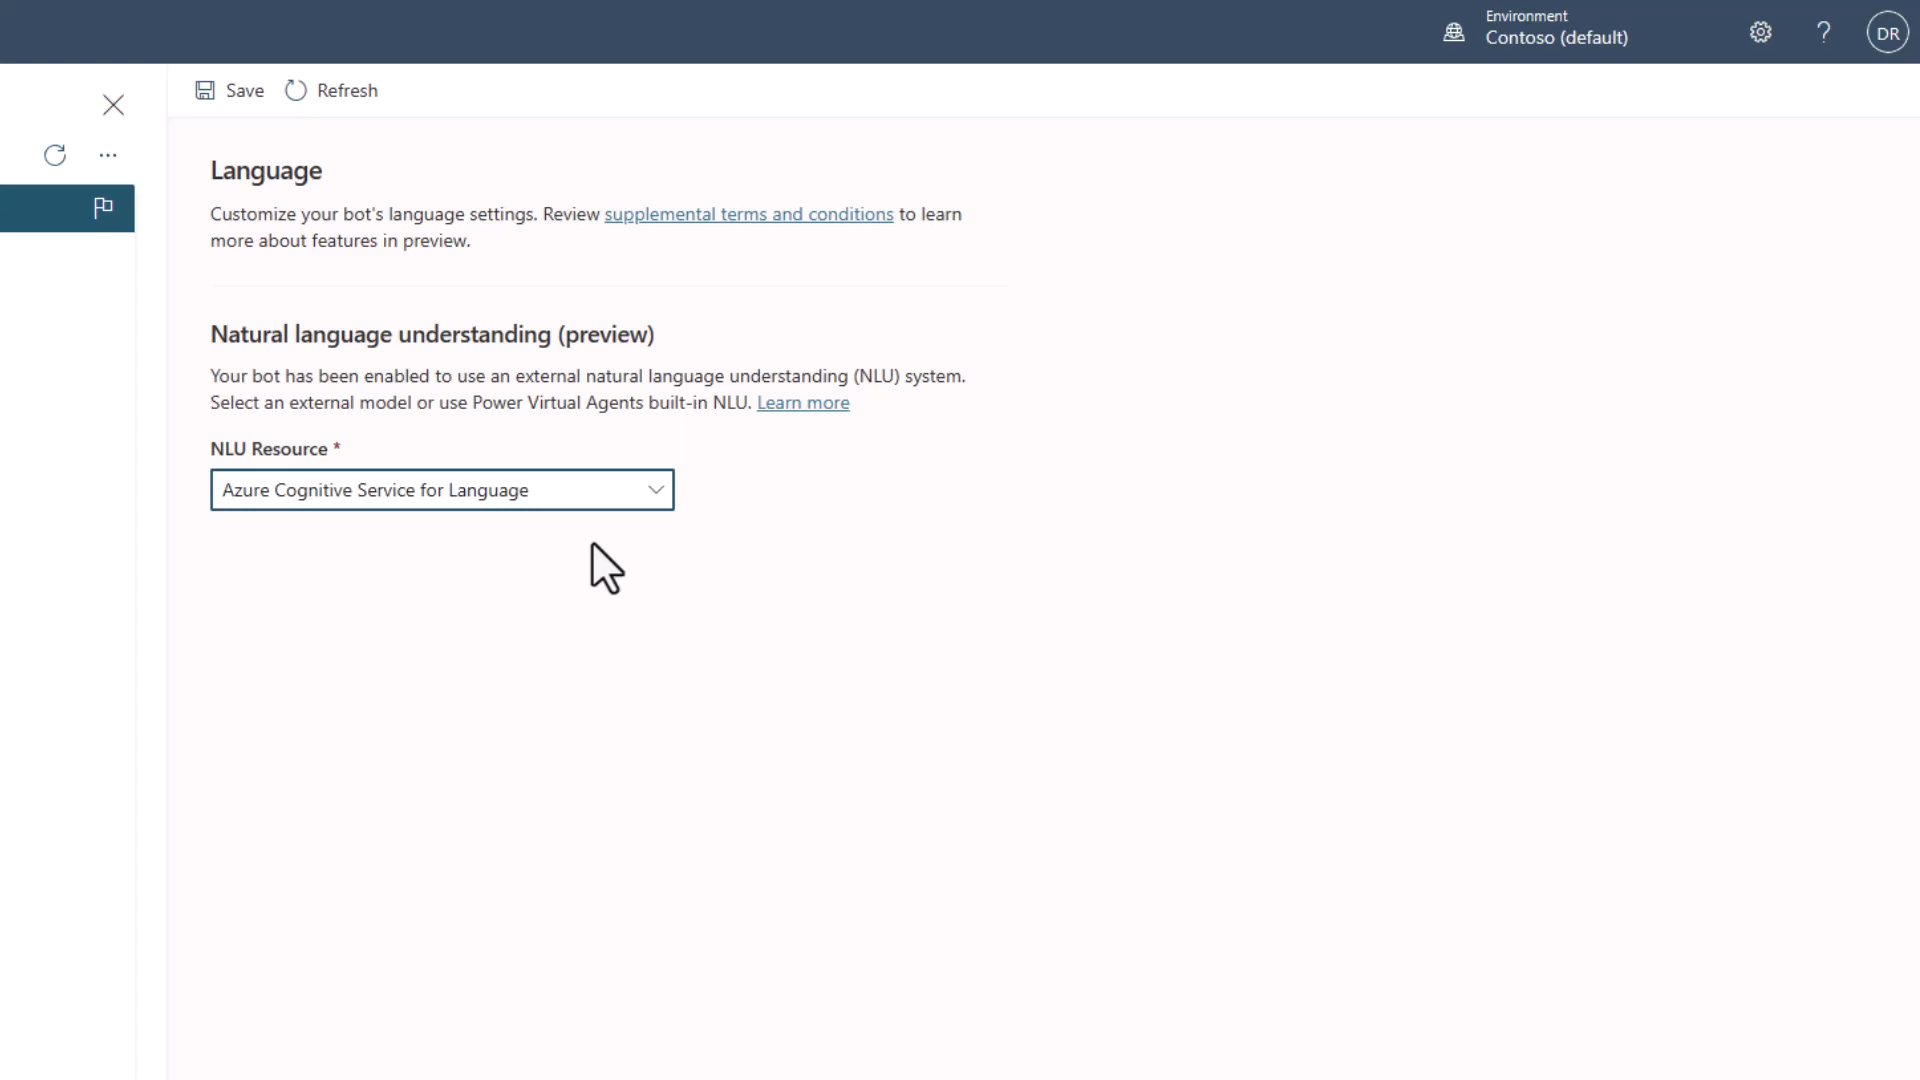 Environment
Contoso (default)
DR
Save
Refresh
Language
Customize your bot's language settings. Review supplemental terms and conditions to learn
more about features in preview.
Natural language understanding (preview)
Your bot has been enabled to use an external natural language understanding (NLU) system.
Select an external model or use Power Virtual Agents built-in NLU. Learn more
NLU Resource *
Azure Cognitive Service for Language